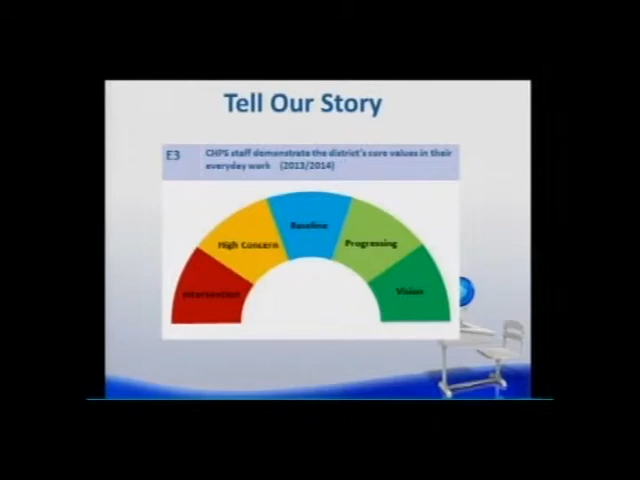 Tell Our Story
E3
CHPS staff demonstrate the district's core values in their
everyday work (2013/2014)
Baseline
High Concern
Progressing
Intervention
Vision